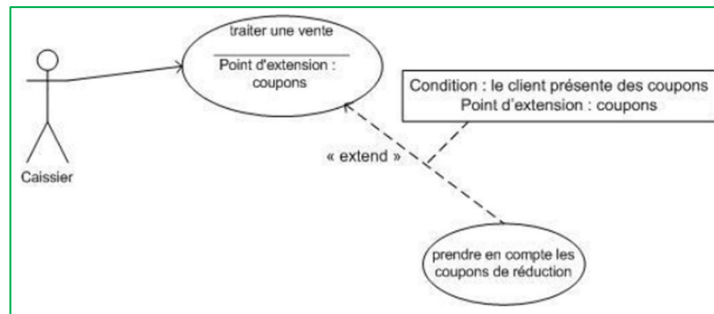 traiter une vente
Point d'extension :
coupons
Condition : le client présente des coupons
Point d'extension : coupons
« extend »
Caissier
prendre en compte les
coupons de réduction